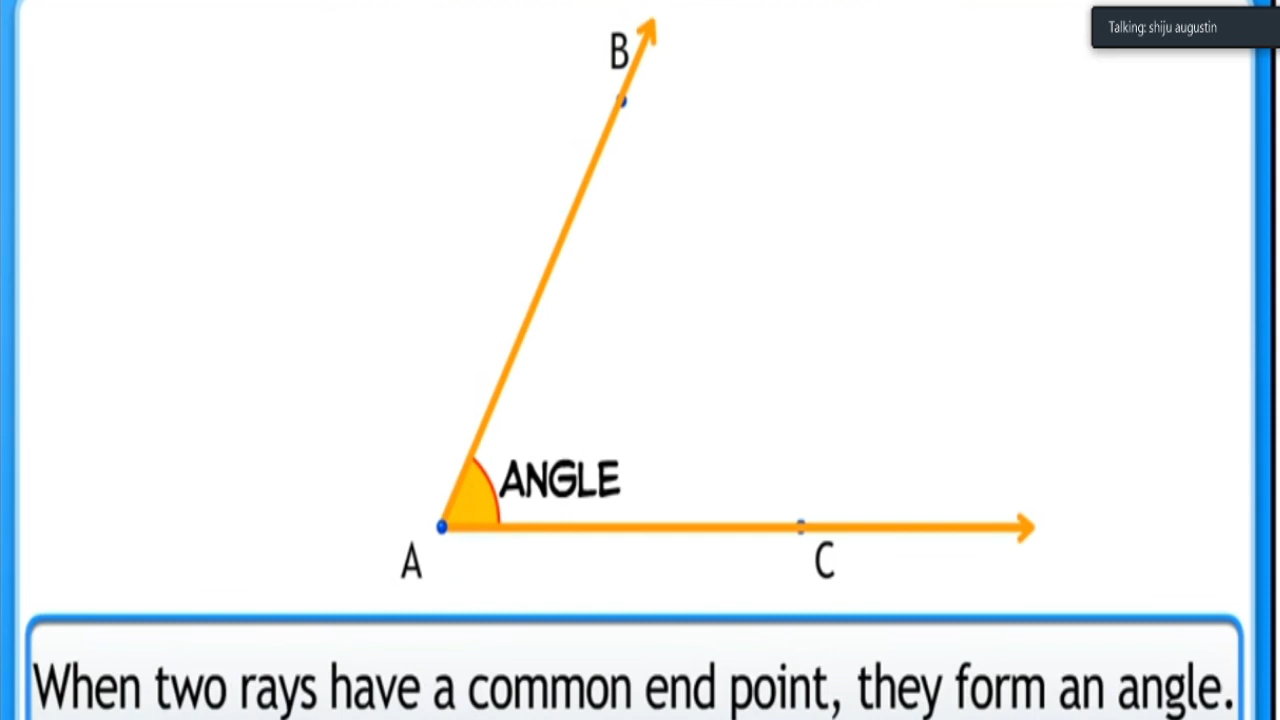 Talking: shiju augustin
B
ANGLE
A
C
When two rays have a common end point, they form an angle.